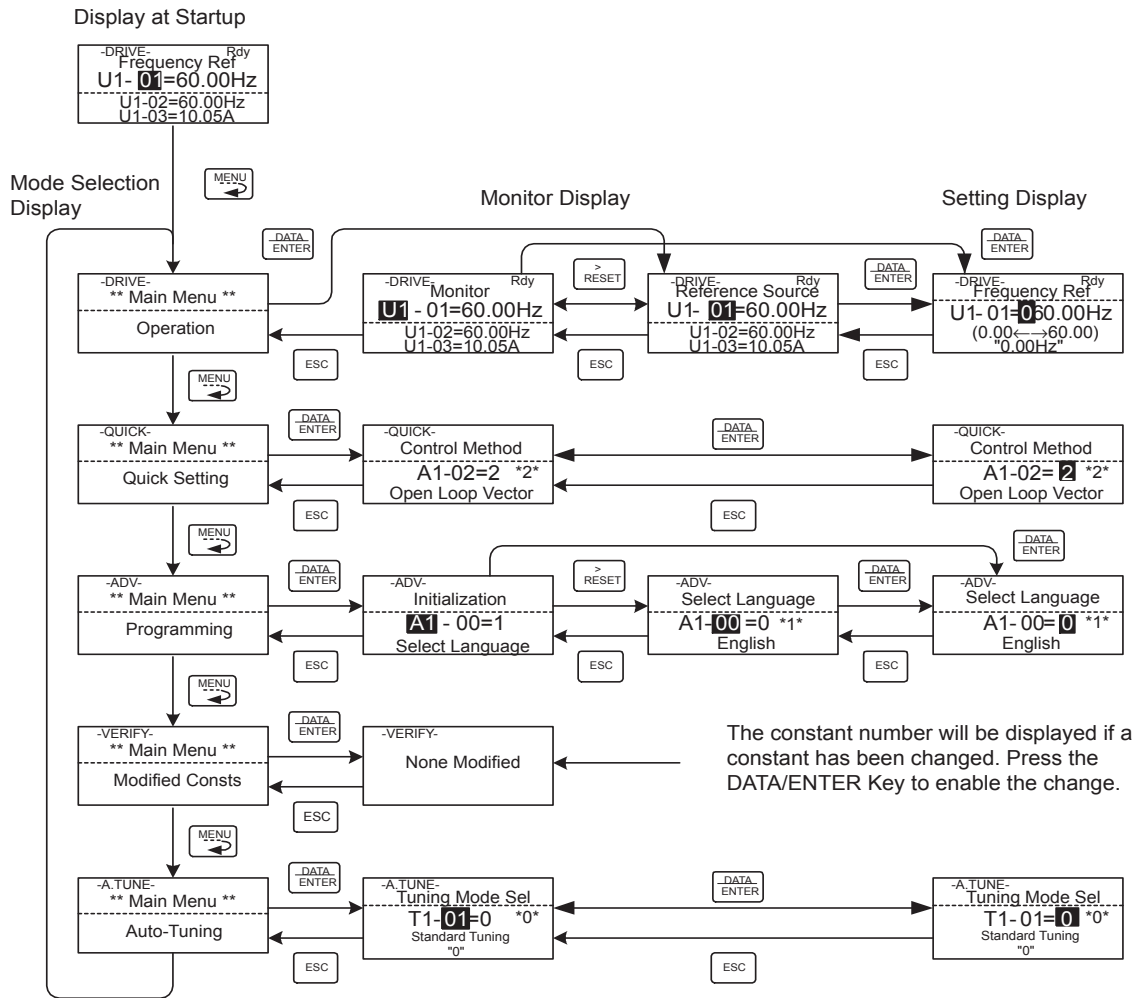 Display at Startup
-DRIVE- Rdy
Frequency Ref
U1- 01=60.00Hz
U1-02=60.00Hz
U1-03=10.05A
MENU
Mode Selection
Display
Monitor Display
Setting Display
DATA
ENTER
DATA
ENTER
-DRIVE-
** Main Menu **
Operation
-DRIVE- Rdy
Monitor
U1 - 01=60.00Hz
U1-02=60.00Hz
U1-03=10.05A
>
RESET
-DRIVE- Rdy
Reference Source
U1- 01=60.00Hz
U1-02=60.00Hz
U1-03=10.05A
DATA
ENTER
-DRIVE- Rdy
Frequency Ref
U1- 01=060.00Hz
(0.00←→60.00)
"0.00Hz"
ESC
ESC
ESC
MENU
-QUICK-
** Main Menu **
Quick Setting
DATA
ENTER
-QUICK-
Control Method
A1-02=2 *2*
Open Loop Vector
DATA
ENTER
-QUICK-
Control Method
A1-02= 2 *2*
Open Loop Vector
ESC
ESC
MENU
-ADV-
** Main Menu **
Programming
DATA
ENTER
-ADV-
Initialization
A1 - 00=1
Select Language
>
RESET
-ADV-
Select Language
A1-00 =0 *1*
English
DATA
ENTER
DATA
ENTER
-ADV-
Select Language
A1- 00= 0 *1*
English
ESC
ESC
ESC
MENU
-VERIFY-
** Main Menu **
Modified Consts
DATA
ENTER
-VERIFY-
None Modified
The constant number will be displayed if a
constant has been changed. Press the
DATA/ENTER Key to enable the change.
ESC
MENU
-A.TUNE-
** Main Menu **
Auto-Tuning
DATA
ENTER
-A.TUNE-
Tuning Mode Sel
T1-01=0 *0*
Standard Tuning
"0"
DATA
ENTER
-A.TUNE-
Tuning Mode Sel
T1- 01= 0 *0*
Standard Tuning
"0"
ESC
ESC